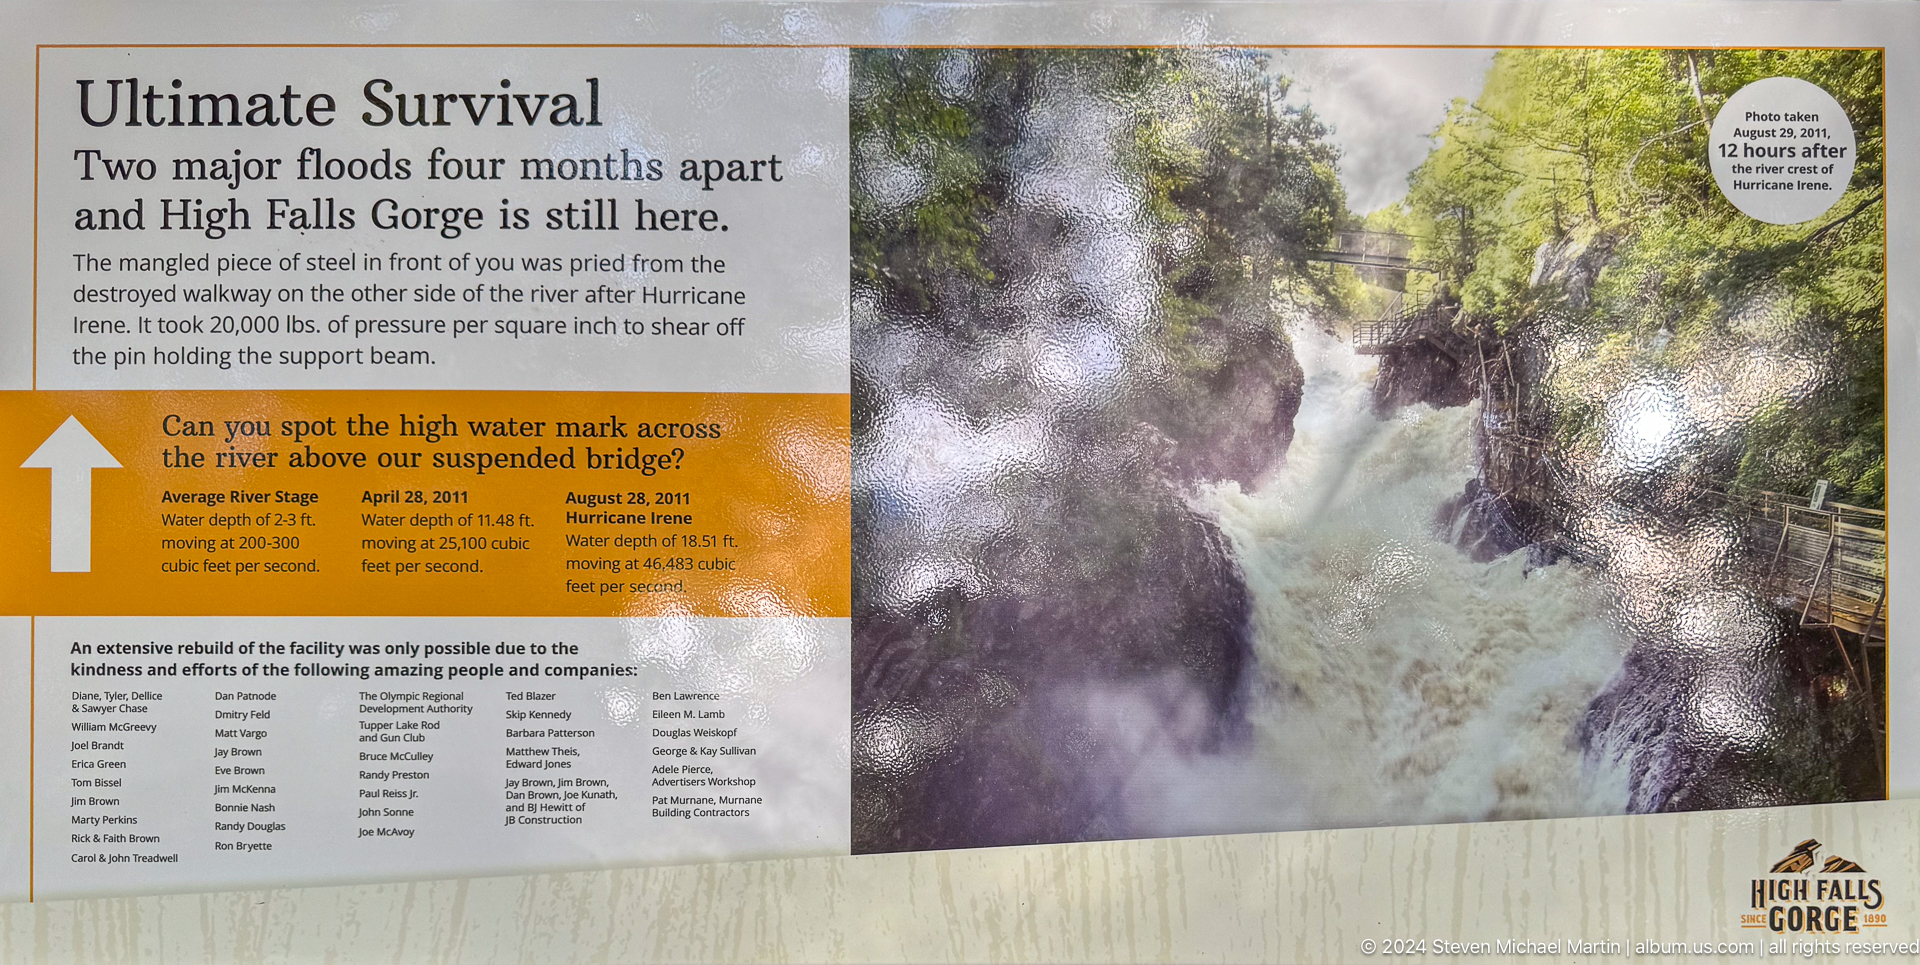 Ultimate Survival
Two major floods four months apart
and High Falls Gorge is still here.
The mangled piece of steel in front of you was pried from the
destroyed walkway on the other side of the river after Hurricane
Irene. It took 20,000 lbs. of pressure per square inch to shear off
the pin holding the support beam.
Can you spot the high water mark across
the river above our suspended bridge?
Average River Stage
Water depth of 2-3 ft.
moving at 200-300
cubic feet per second.
April 28, 2011
Water depth of 11.48 ft.
moving at 25,100 cubic
feet per second.
August 28, 2011
Hurricane Irene
Water depth of 18.51 ft.
moving at 46,483 cubic
feet per second.
An extensive rebuild of the facility was only possible due to the
kindness and efforts of the following amazing people and companies:
Diane, Tyler, Dellice
& Sawyer Chase
William McGreevy
Joel Brandt
Erica Green
Tom Bissel
Jim Brown
Marty Perkins
Rick & Faith Brown
Carol & John Treadwell
Dan Patnode
Dmitry Feld
Matt Vargo
Jay Brown
Eve Brown
Jim McKenna
Bonnie Nash
Randy Douglas
Ron Bryette
The Olympic Regional
Development Authority
Tupper Lake Rod
and Gun Club
Bruce McCulley
Randy Preston
Paul Reiss Jr.
John Sonne
Joe McAvoy
Ted Blazer
Skip Kennedy
Barbara Patterson
Matthew Theis,
Edward Jones
Jay Brown, Jim Brown,
Dan Brown, Joe Kunath,
and BJ Hewitt of
JB Construction
Ben Lawrence
Eileen M. Lamb
Douglas Weiskopf
George & Kay Sullivan
Adele Pierce,
Advertisers Workshop
Pat Murnane, Murnane
Building Contractors
Photo taken
August 29, 2011,
12 hours after
the river crest of
Hurricane Irene.
HIGH FALLS
SINCE GORGE 1890
© 2024 Steven Michael Martin | album.us.com | all rights reserved